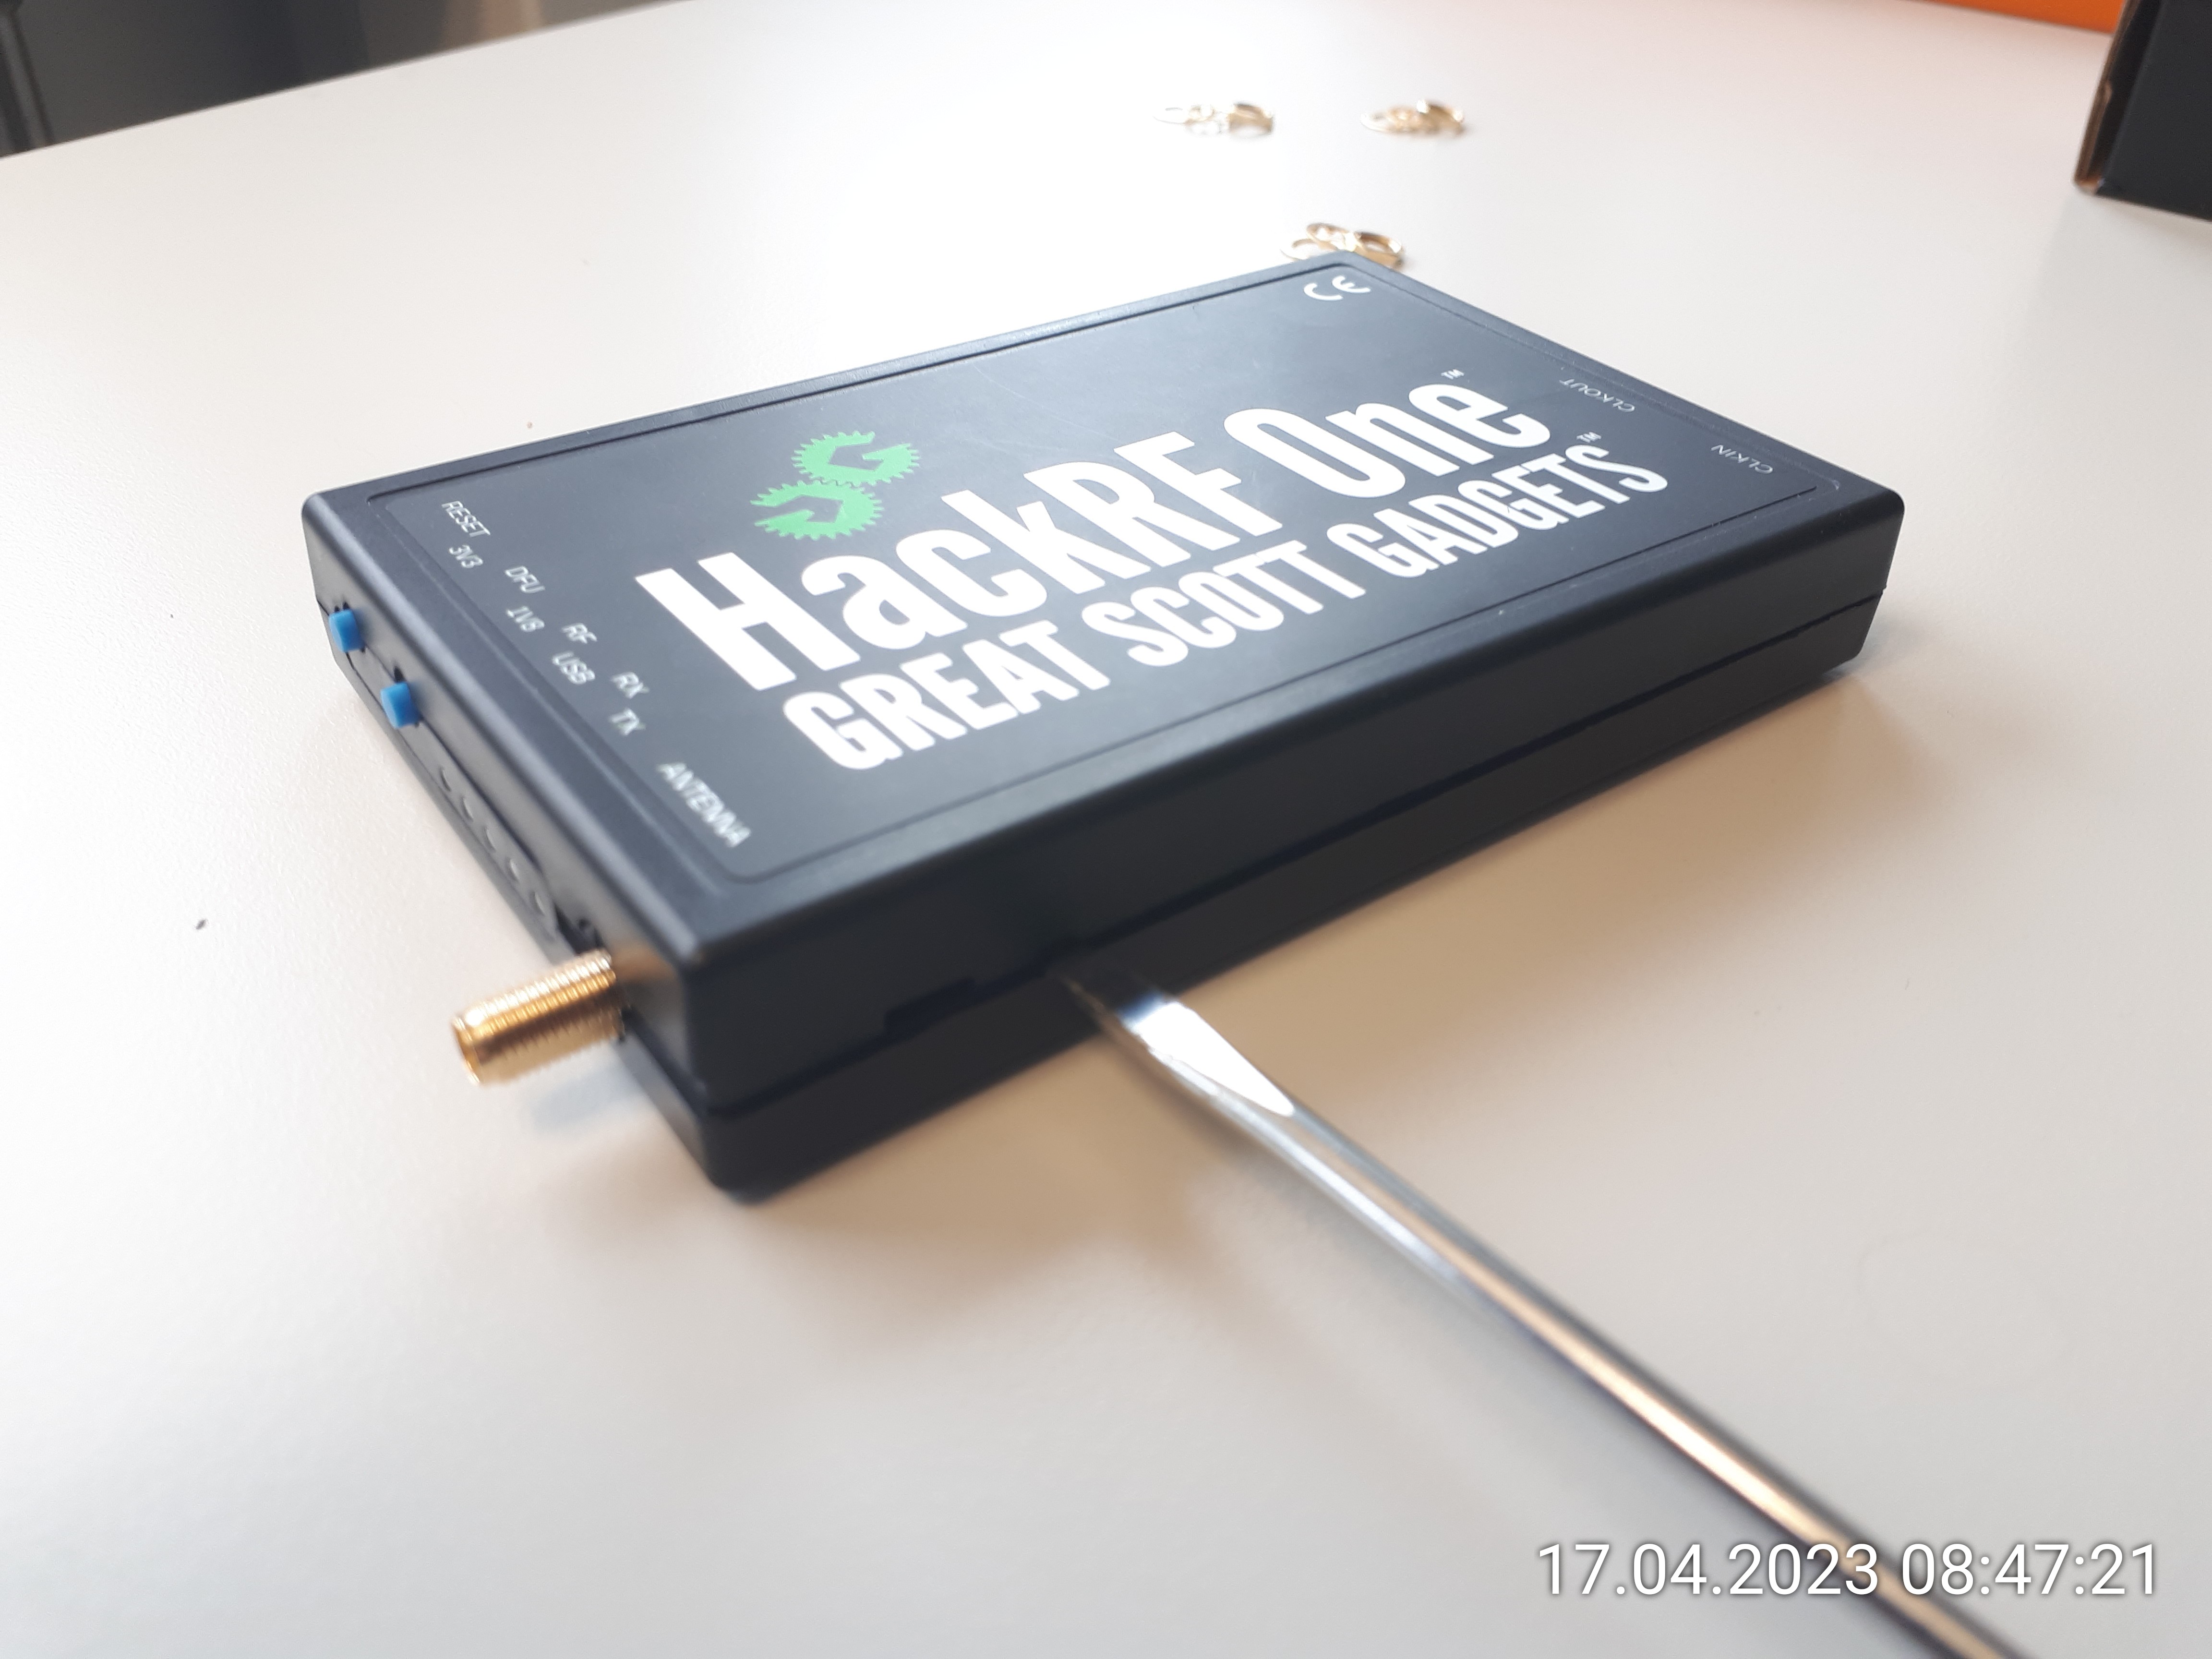 CE
CLKOUT
CLKIN
HackRF One™
GREAT SCOTT GADGETS™
RESET
3V3
DFU
1V8
RF
USB
RX
TX
ANTENNA
17.04.2023 08:47:21